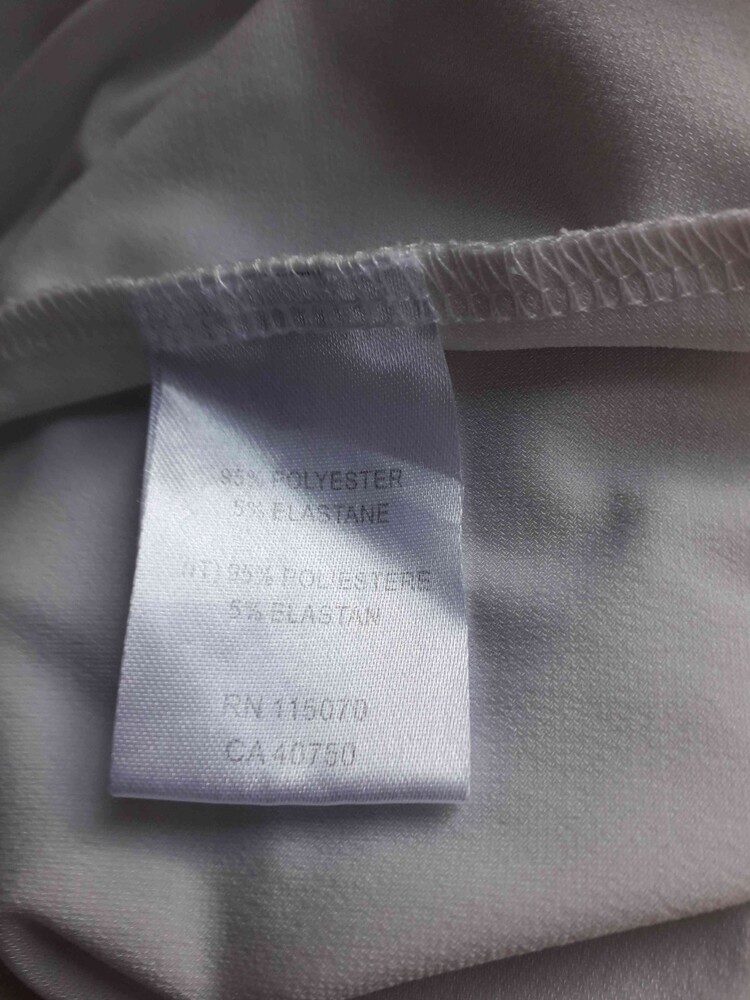 95% POLYESTER
5% ELASTANE
(IT) 95% POLIESTERE
5% ELASTAN
RN 115070
CA 40750